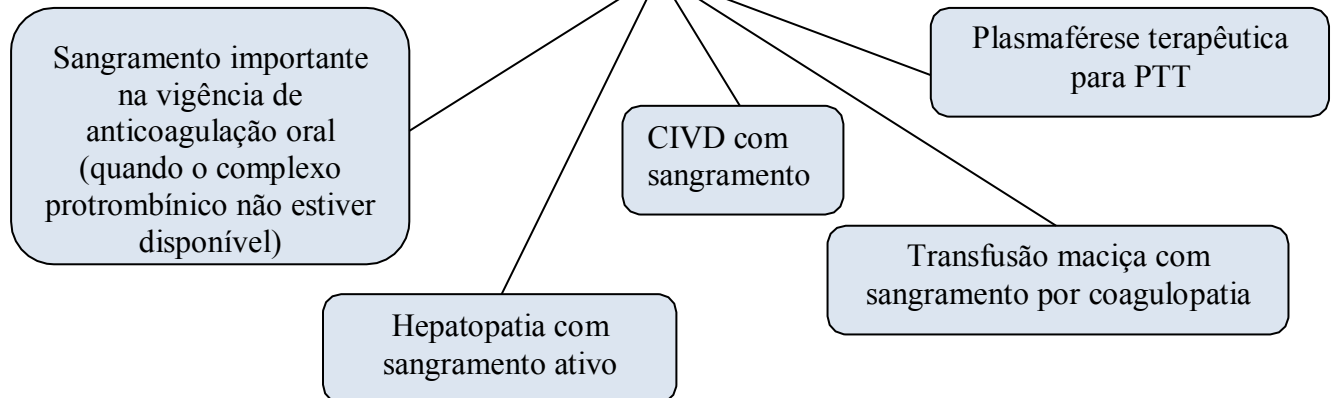 Sangramento importante
na vigência de
anticoagulação oral
(quando o complexo
protrombínico não estiver
disponível)
Plasmaférese terapêutica
para PTT
CIVD com
sangramento
Transfusão maciça com
sangramento por coagulopatia
Hepatopatia com
sangramento ativo